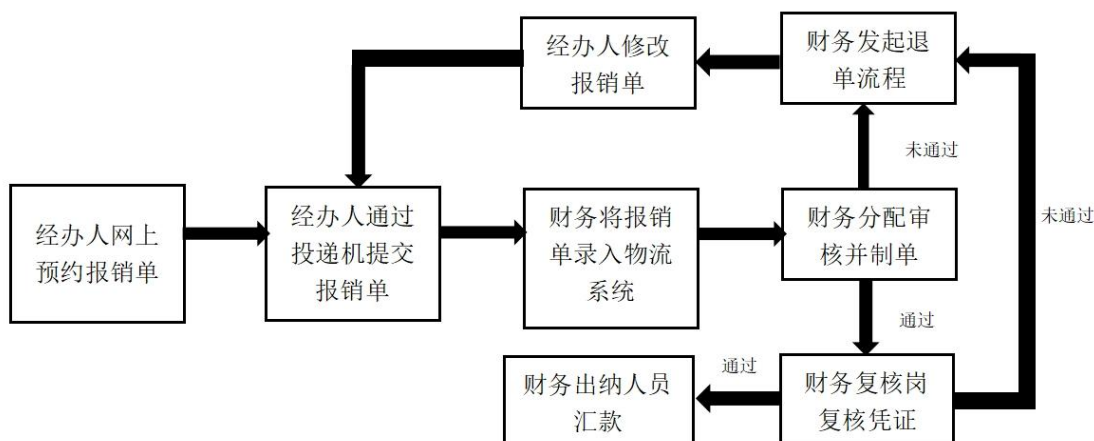 经办人修改
报销单
财务发起退
单流程
未通过
经办人网上
预约报销单
经办人通过
投递机提交
报销单
财务将报销
单录入物流
系统
财务分配审
核并制单
未通过
通过
财务出纳人员
汇款
通过
财务复核岗
复核凭证